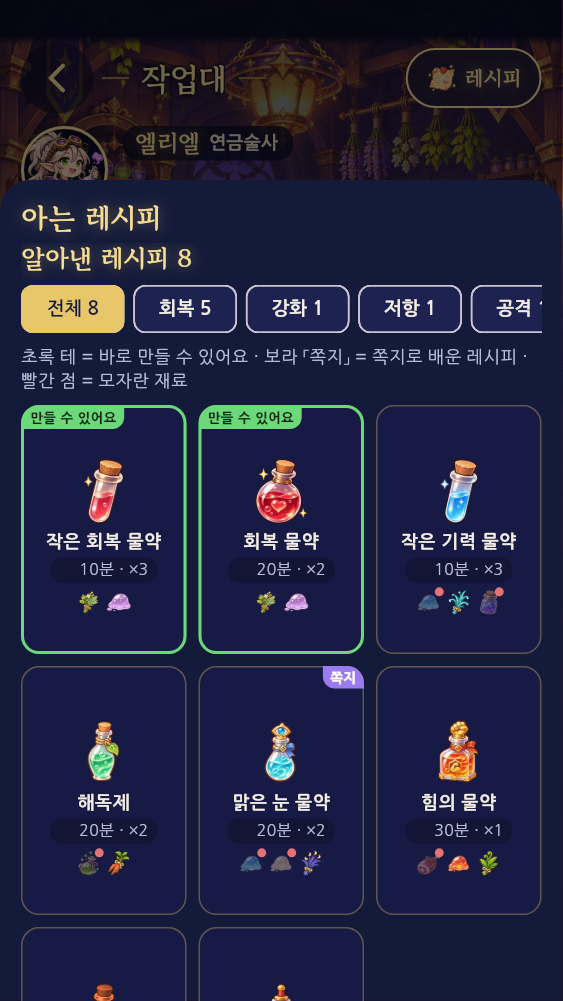 작업대
레시피
엘리엘 연금술사
아는 레시피
알아낸 레시피 8
전체 8
회복 5
강화 1
저항 1
공격
초록 테 = 바로 만들 수 있어요 · 보라 「쪽지」 = 쪽지로 배운 레시피 ·
빨간 점 = 모자란 재료
만들 수 있어요
만들 수 있어요
작은 회복 물약
회복 물약
작은 기력 물약
10분 · ×3
20분 · ×2
10분 · ×3
쪽지
해독제
맑은 눈 물약
힘의 물약
20분 · ×2
20분 · ×2
30분 · ×1